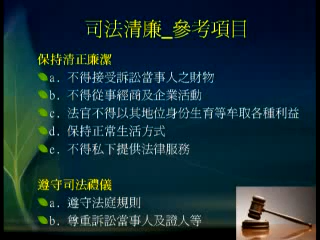 司法清廉_參考項目
保持清正廉潔
a. 不得接受訴訟當事人之財物
b. 不得從事經商及企業活動
c. 法官不得以其地位身份生育等牟取各種利益
d. 保持正常生活方式
e. 不得私下提供法律服務
遵守司法禮儀
a. 遵守法庭規則
b. 尊重訴訟當事人及證人等